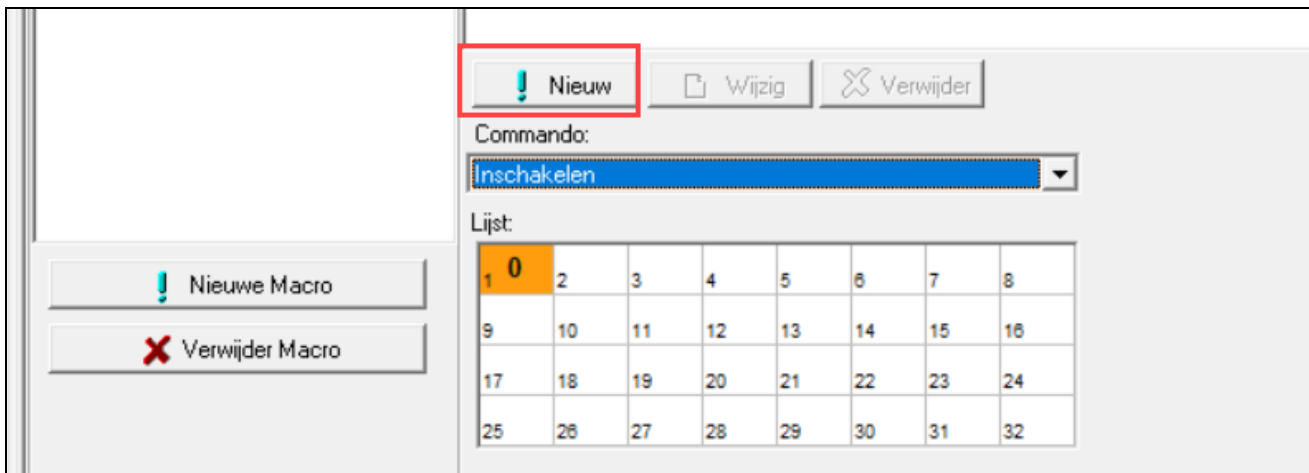 Nieuw Wijzig Verwijder
Commando:
Inschakelen
Lijst:
1 0 2 3 4 5 6 7 8
9 10 11 12 13 14 15 16
17 18 19 20 21 22 23 24
25 26 27 28 29 30 31 32
Nieuwe Macro
Verwijder Macro